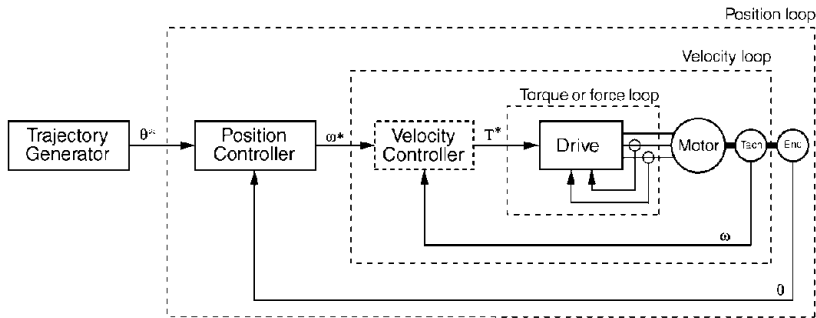 Position loop
Velocity loop
Torque or force loop
Trajectory
Generator
θ*
Position
Controller
ω*
Velocity
Controller
T*
Drive
Motor
Tach
Enc
ω
θ